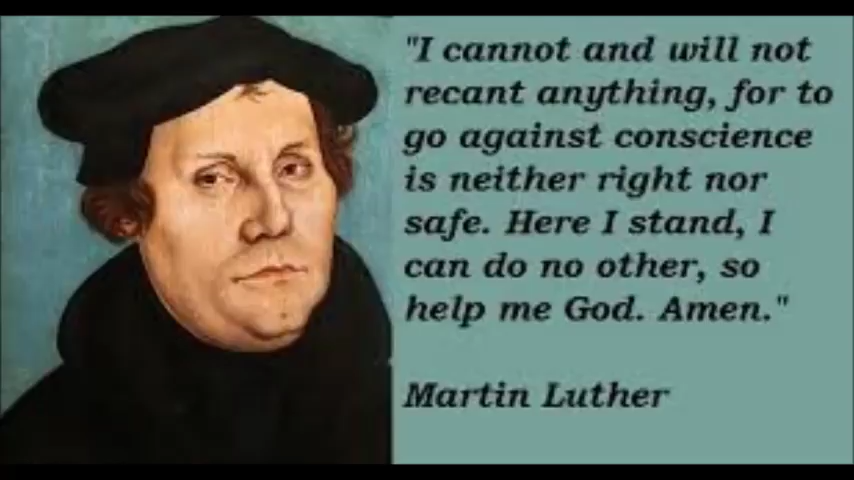 "I cannot and will not
recant anything, for to
go against conscience
is neither right nor
safe. Here I stand, I
can do no other, so
help me God. Amen."
Martin Luther